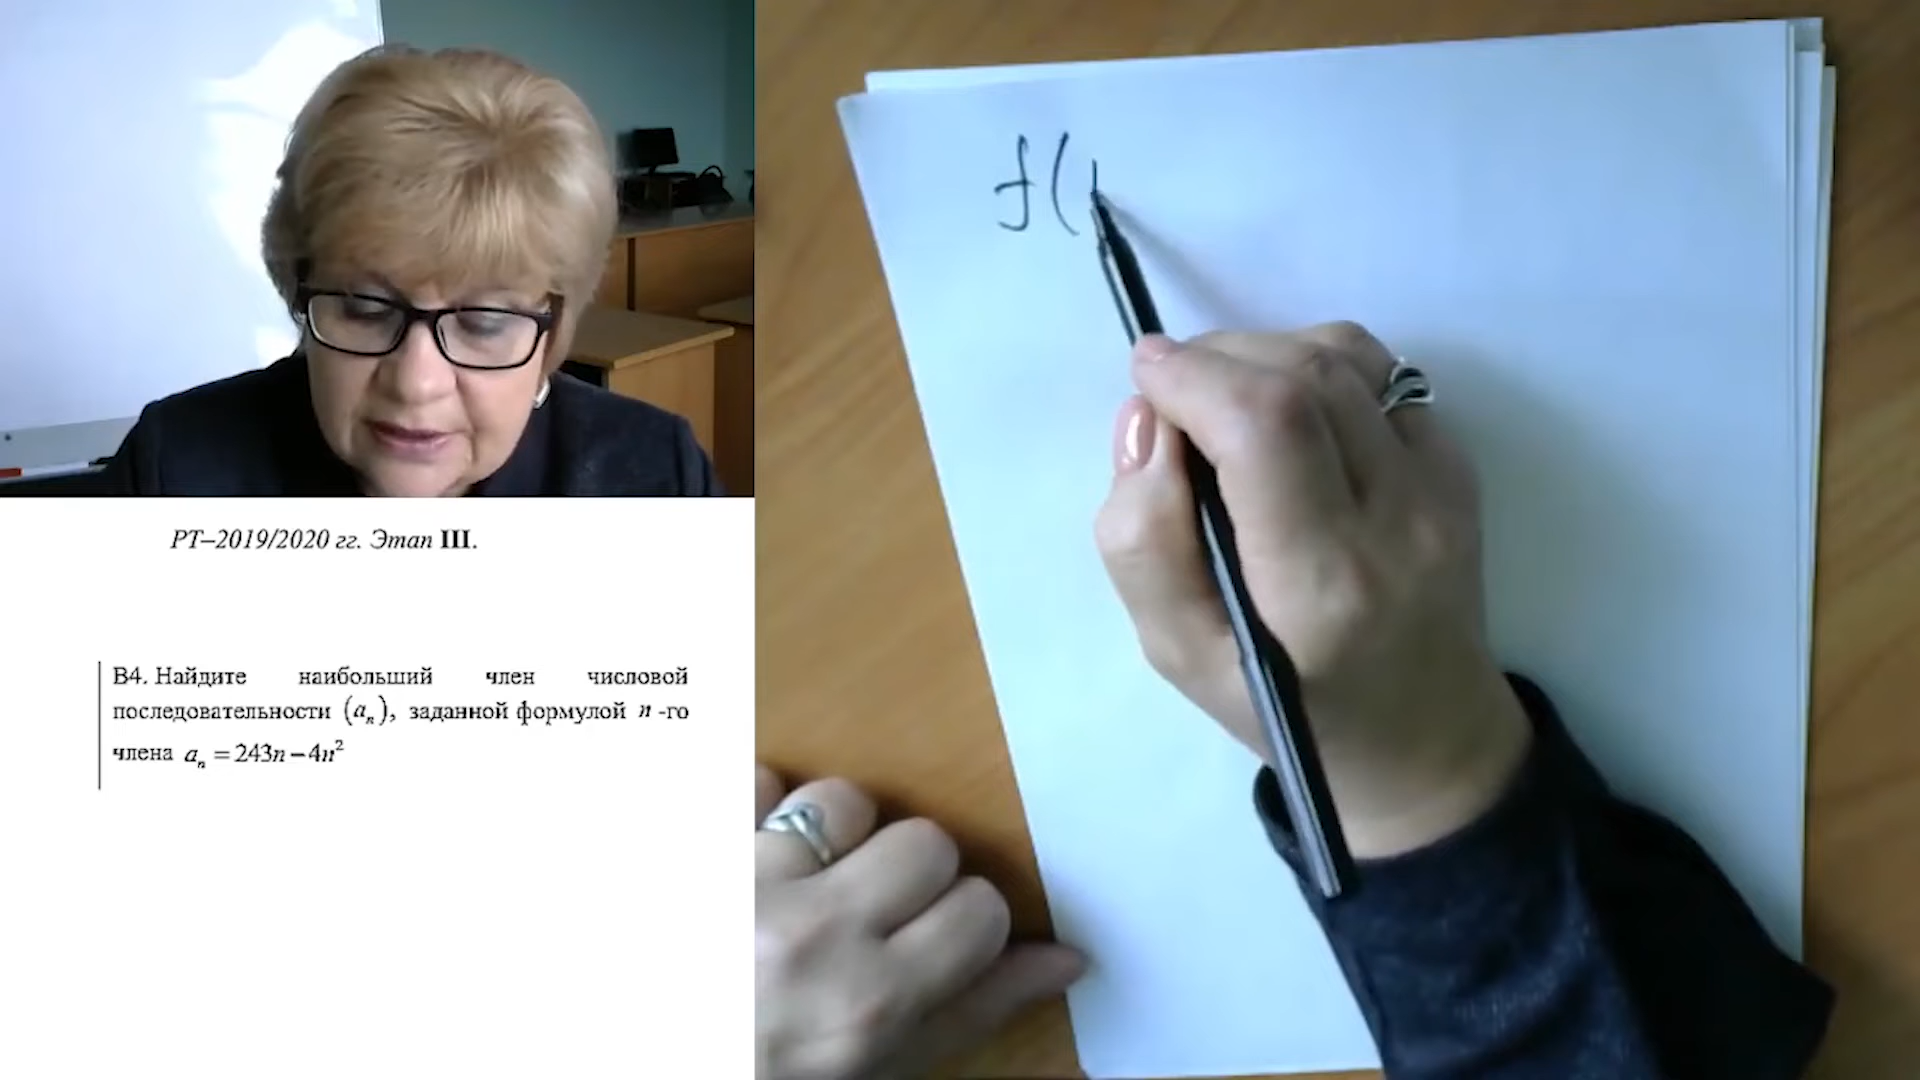 РТ–2019/2020 гг. Этап III.
В4. Найдите наибольший член числовой
последовательности (aₙ), заданной формулой n -го
члена aₙ = 243n – 4n²
f(